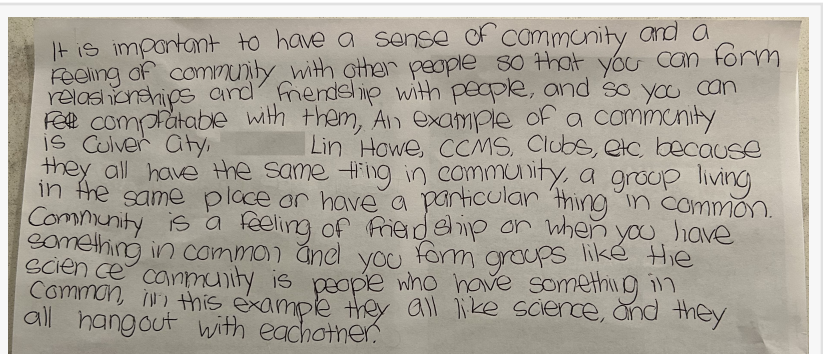 It is important to have a sense of community and a
feeling of community with other people so that you can form
relashionships and friendship with people, and so you can
feel compfatable with them, An example of a community
is Culver City, Lin Howe, CCMS, Clubs, etc, because
they all have the same thing in community, a group living
in the same place or have a particular thing in common.
Community is a feeling of friendship or when you have
something in common and you form groups like the
science community is people who have something in
Common, in this example they all like science, and they
all hangout with eachother.